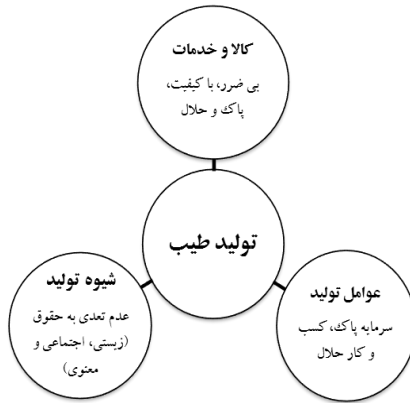 کالا و خدمات
بی ضرر، با کیفیت،
پاک و حلال
تولید طیب
شیوه تولید
عدم تعدی به حقوق
(زیستی، اجتماعی و
معنوی)
عوامل تولید
سرمایه پاک، کسب
و کار حلال